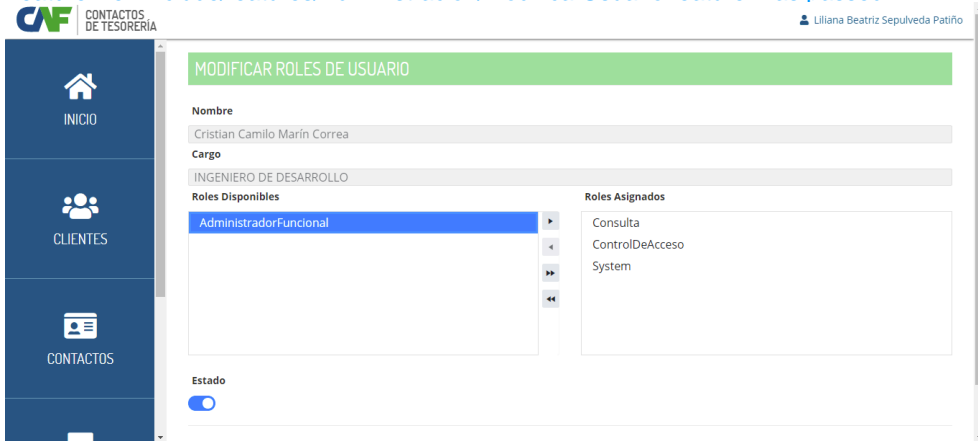 CAF CONTACTOS
DE TESORERÍA
Liliana Beatriz Sepulveda Patiño
INICIO
CLIENTES
CONTACTOS
MODIFICAR ROLES DE USUARIO
Nombre
Cristian Camilo Marín Correa
Cargo
INGENIERO DE DESARROLLO
Roles Disponibles
AdministradorFuncional
Roles Asignados
Consulta
ControlDeAcceso
System
Estado